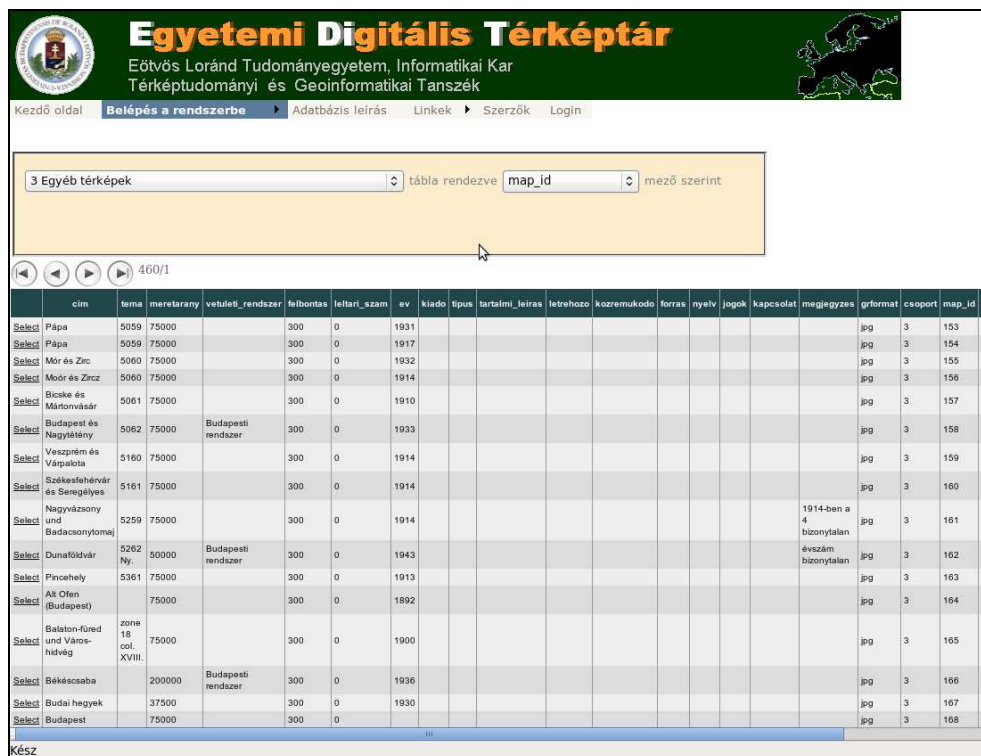 Egyetemi Digitális Térképtár
Eötvös Loránd Tudományegyetem, Informatikai Kar
Térképtudományi és Geoinformatikai Tanszék
Kezdő oldal Belépés a rendszerbe Adatbázis leírás Linkek Szerzők Login
3 Egyéb térképek tábla rendezve map_id mező szerint
460/1
cim tema meretarany vetuleti_rendszer felbontas leltari_szam ev kiado tipus tartalmi_leiras letrehozo kozremukodo forras nyelv jogok kapcsolat megjegyzes grformat csoport map_id
Select Pápa 5059 75000 300 0 1931 jpg 3 153
Select Pápa 5059 75000 300 0 1917 jpg 3 154
Select Mór és Zirc 5060 75000 300 0 1932 jpg 3 155
Select Moór és Zircz 5060 75000 300 0 1914 jpg 3 156
Select Bicske és Mártonvásár 5061 75000 300 0 1910 jpg 3 157
Select Budapest és Nagytétény 5062 75000 Budapesti rendszer 300 0 1933 jpg 3 158
Select Veszprém és Várpalota 5160 75000 300 0 1914 jpg 3 159
Select Székesfehérvár és Seregélyes 5161 75000 300 0 1914 jpg 3 160
Select Nagyvázsony und Badacsonytomaj 5259 75000 300 0 1914 1914-ben a 4 bizonytalan jpg 3 161
Select Dunaföldvár 5262 Ny. 50000 Budapesti rendszer 300 0 1943 évszám bizonytalan jpg 3 162
Select Pincehely 5361 75000 300 0 1913 jpg 3 163
Select Alt Ofen (Budapest) 75000 300 0 1892 jpg 3 164
Select Balaton-füred und Város-hidvég zone 18 col. XVIII. 75000 300 0 1900 jpg 3 165
Select Békéscsaba 200000 Budapesti rendszer 300 0 1936 jpg 3 166
Select Budai hegyek 37500 300 0 1930 jpg 3 167
Select Budapest 75000 300 0 jpg 3 168
Kész